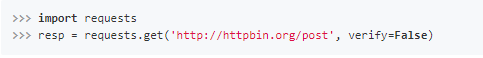 >>> import requests
>>> resp = requests.get('http://httpbin.org/post', verify=False)